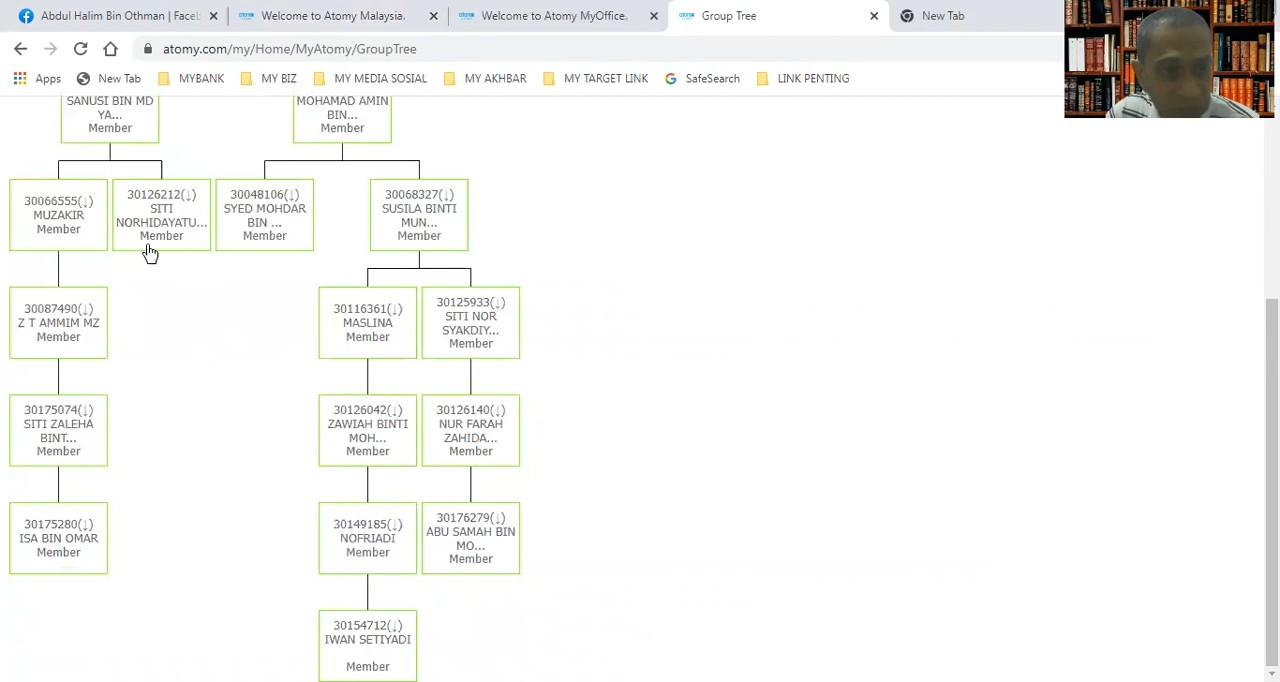 Abdul Halim Bin Othman | Faceb
Welcome to Atomy Malaysia.
Welcome to Atomy MyOffice.
Group Tree
New Tab
atomy.com/my/Home/MyAtomy/GroupTree
Apps
New Tab
MYBANK
MY BIZ
MY MEDIA SOSIAL
MY AKHBAR
MY TARGET LINK
SafeSearch
LINK PENTING
SANUSI BIN MD
YA...
Member
MOHAMAD ARIFF
BIN...
Member
30066555(↓)
MUZAKIR
Member
30126212(↓)
SITI
NORHIDAYATU...
Member
30048106(↓)
SYED MOHDAR
BIN ...
Member
30068327(↓)
SUSILA BINTI
MUN...
Member
30087490(↓)
Z T AMMIM MZ
Member
30116361(↓)
MASLINA
Member
30125933(↓)
SITI NOR
SYAKDIY...
Member
30175074(↓)
SITI ZALEHA
BINT...
Member
30126042(↓)
ZAWIAH BINTI
MOH...
Member
30126140(↓)
NUR FARAH
ZAHIDA...
Member
30175280(↓)
ISA BIN OMAR
Member
30149185(↓)
NOFRIADI
Member
30176279(↓)
ABU SAMAH BIN
MO...
Member
30154712(↓)
IWAN SETIYADI
Member